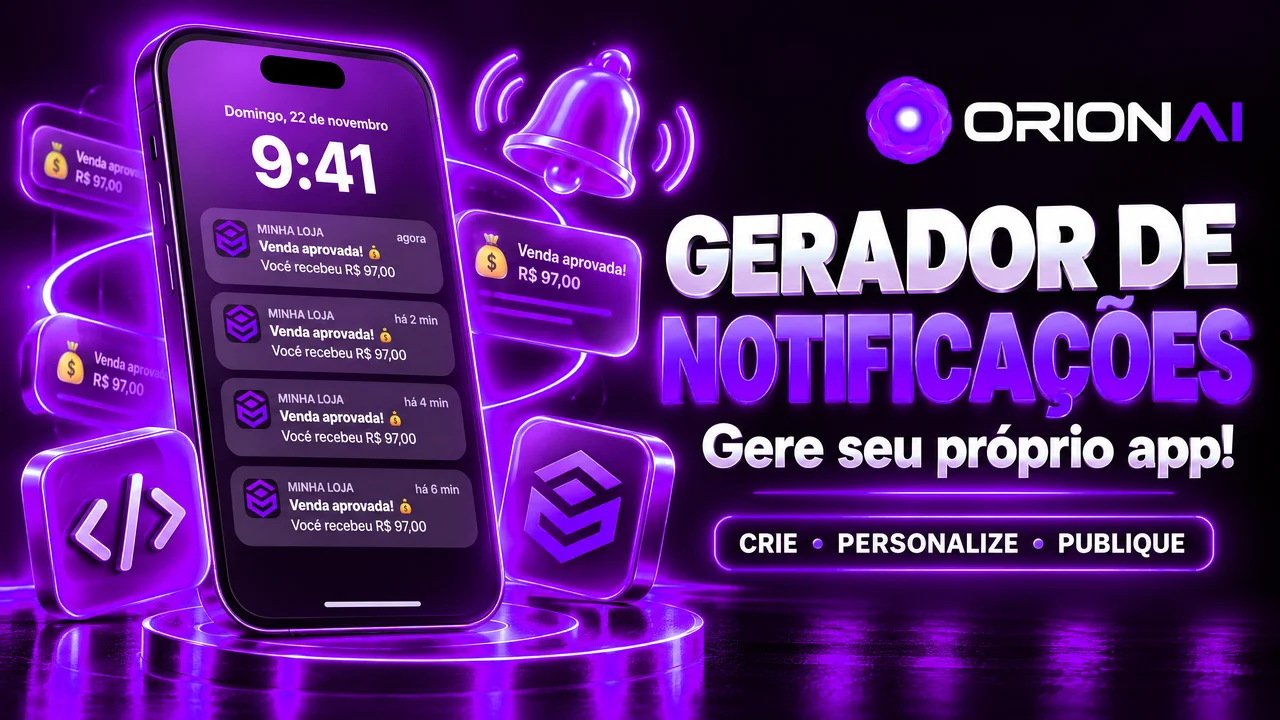 Domingo, 22 de novembro
9:41
MINHA LOJA
agora
Venda aprovada! 💰
Você recebeu R$ 97,00
MINHA LOJA
há 2 min
Venda aprovada! 💰
Você recebeu R$ 97,00
MINHA LOJA
há 4 min
Venda aprovada! 💰
Você recebeu R$ 97,00
MINHA LOJA
há 6 min
Venda aprovada! 💰
Você recebeu R$ 97,00
Venda
R$ 97,00
Venda
R$ 97,00
Venda aprovada!
R$ 97,00
</>
ORIONAI
GERADOR DE
NOTIFICAÇÕES
Gere seu próprio app!
CRIE • PERSONALIZE • PUBLIQUE